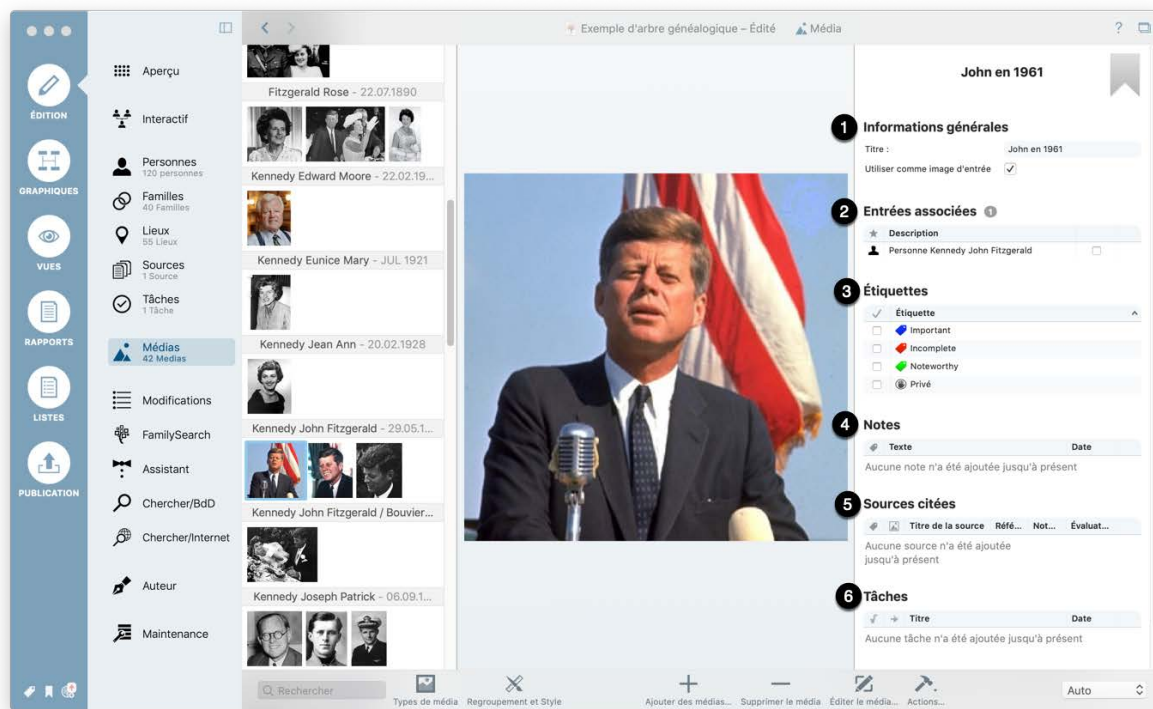 Exemple d'arbre généalogique – Édité
Média
?
ÉDITION
GRAPHIQUES
VUES
RAPPORTS
LISTES
PUBLICATION
Aperçu
Interactif
Personnes
120 personnes
Familles
40 Familles
Lieux
55 Lieux
Sources
1 Source
Tâches
1 Tâche
Médias
42 Medias
Modifications
FamilySearch
Assistant
Chercher/BdD
Chercher/Internet
Auteur
Maintenance
Fitzgerald Rose - 22.07.1890
Kennedy Edward Moore - 22.02.19...
Kennedy Eunice Mary - JUL 1921
Kennedy Jean Ann - 20.02.1928
Kennedy John Fitzgerald - 29.05.1...
Kennedy John Fitzgerald / Bouvier...
Kennedy Joseph Patrick - 06.09.1...
John en 1961
1 Informations générales
Titre : John en 1961
Utiliser comme image d'entrée
2 Entrées associées 1
Description
Personne Kennedy John Fitzgerald
3 Étiquettes
Étiquette
Important
Incomplete
Noteworthy
Privé
4 Notes
Texte Date
Aucune note n'a été ajoutée jusqu'à présent
5 Sources citées
Titre de la source Réfé... Not... Évaluat...
Aucune source n'a été ajoutée
jusqu'à présent
6 Tâches
Titre Date
Aucune tâche n'a été ajoutée jusqu'à présent
Rechercher
Types de média
Regroupement et Style
Ajouter des médias...
Supprimer le média
Éditer le média...
Actions...
Auto